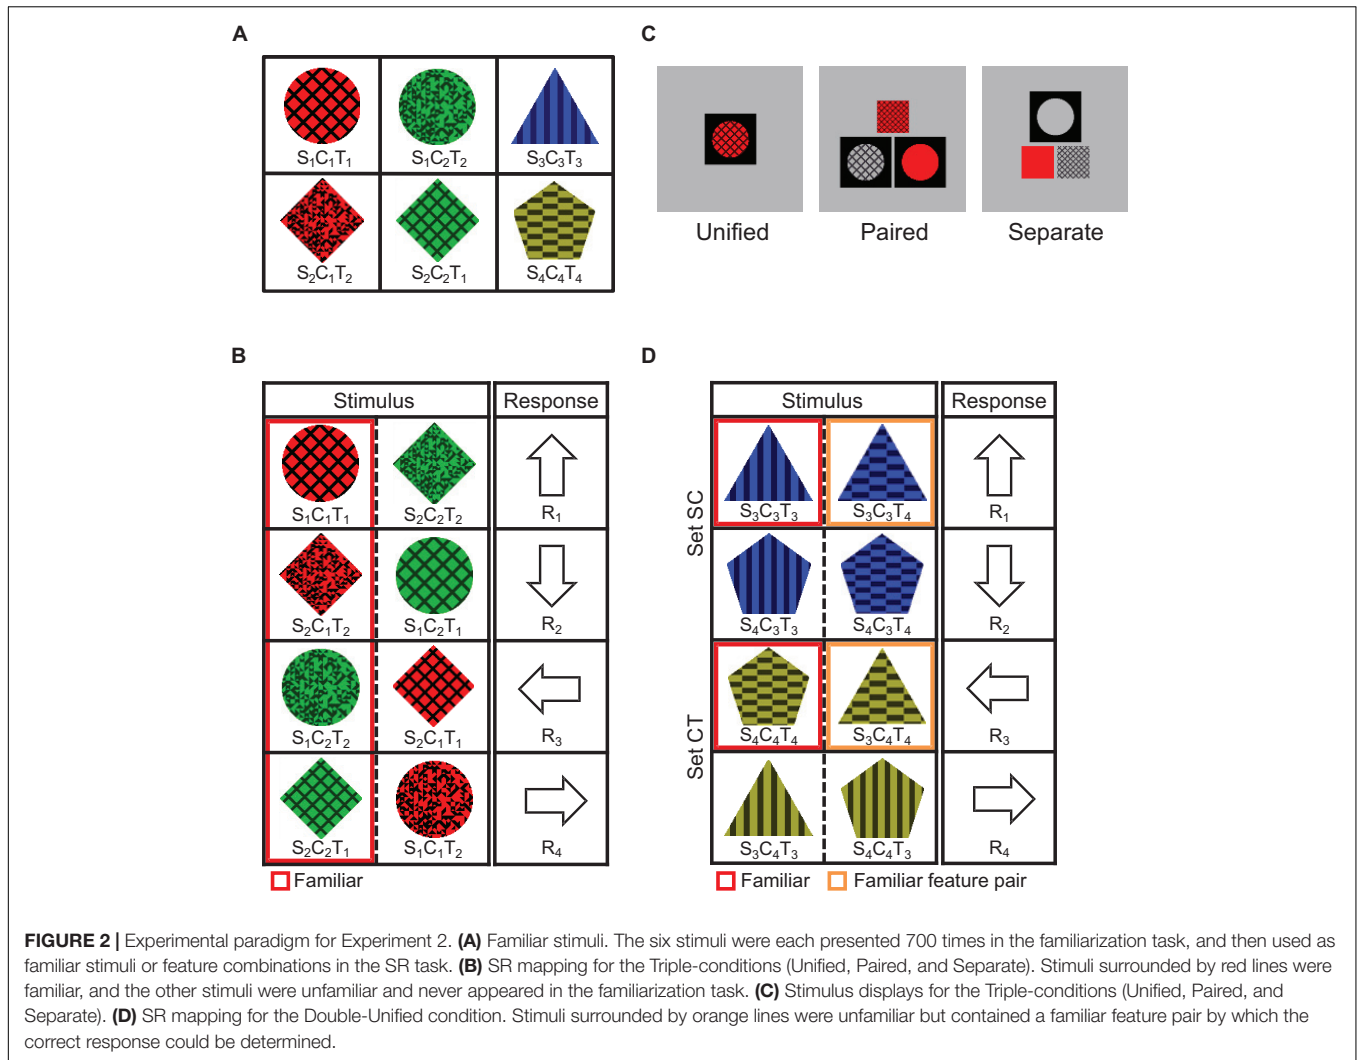 A
S₁C₁T₁ S₁C₂T₂ S₃C₃T₃
S₂C₁T₂ S₂C₂T₁ S₄C₄T₄
C
Unified Paired Separate
B
Stimulus Response
S₁C₁T₁ S₂C₂T₂ R₁
S₂C₁T₂ S₁C₂T₁ R₂
S₁C₂T₂ S₂C₁T₁ R₃
S₂C₂T₁ S₁C₁T₂ R₄
Familiar
D
Stimulus Response
Set SC
S₃C₃T₃ S₃C₃T₄ R₁
S₄C₃T₃ S₄C₃T₄ R₂
Set CT
S₄C₄T₄ S₃C₄T₄ R₃
S₃C₄T₃ S₄C₄T₃ R₄
Familiar Familiar feature pair
FIGURE 2 | Experimental paradigm for Experiment 2. (A) Familiar stimuli. The six stimuli were each presented 700 times in the familiarization task, and then used as
familiar stimuli or feature combinations in the SR task. (B) SR mapping for the Triple-conditions (Unified, Paired, and Separate). Stimuli surrounded by red lines were
familiar, and the other stimuli were unfamiliar and never appeared in the familiarization task. (C) Stimulus displays for the Triple-conditions (Unified, Paired, and
Separate). (D) SR mapping for the Double-Unified condition. Stimuli surrounded by orange lines were unfamiliar but contained a familiar feature pair by which the
correct response could be determined.